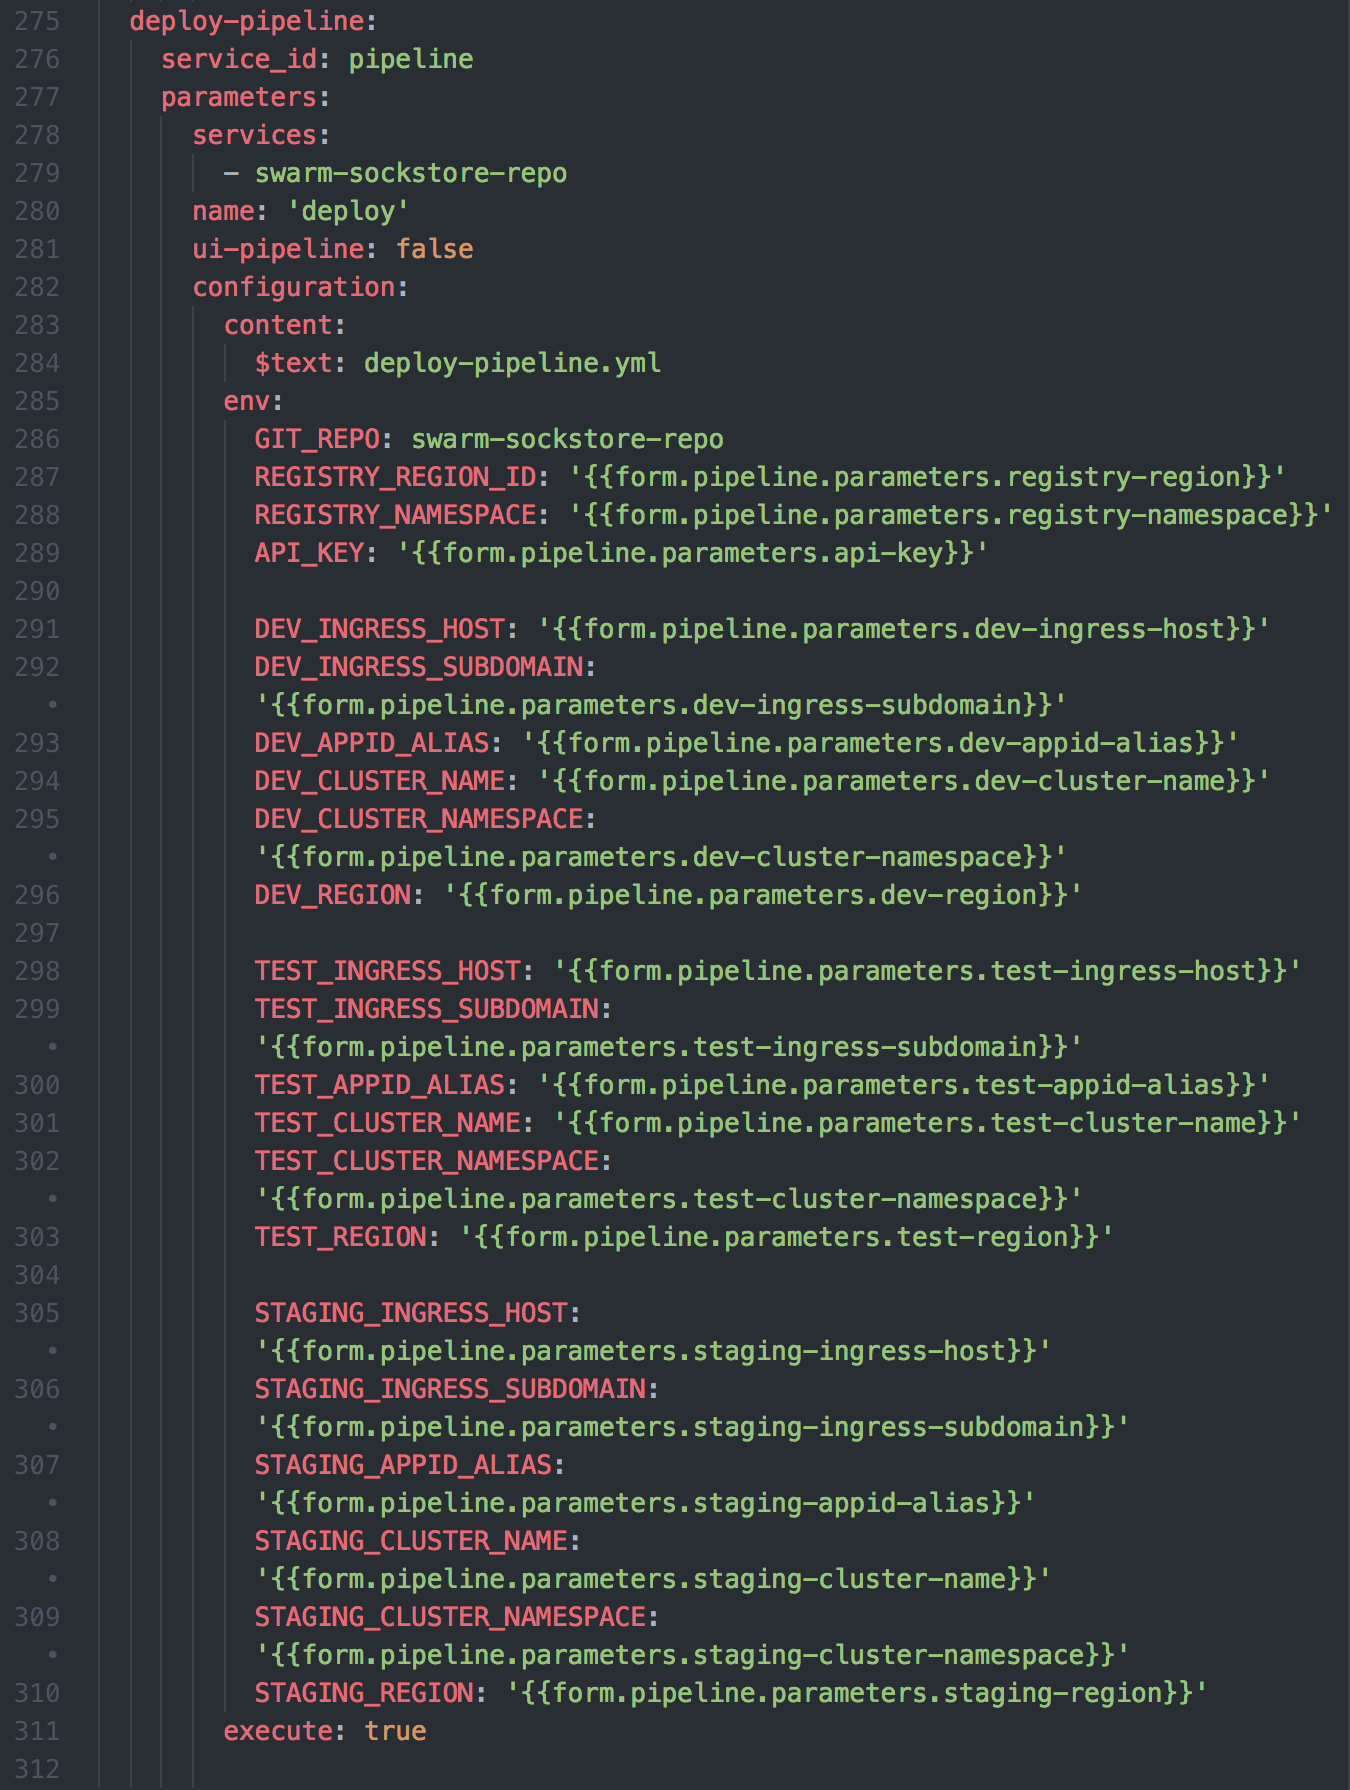 275 deploy-pipeline:
276 service_id: pipeline
277 parameters:
278 services:
279 - swarm-sockstore-repo
280 name: 'deploy'
281 ui-pipeline: false
282 configuration:
283 content:
284 $text: deploy-pipeline.yml
285 env:
286 GIT_REPO: swarm-sockstore-repo
287 REGISTRY_REGION_ID: '{{form.pipeline.parameters.registry-region}}'
288 REGISTRY_NAMESPACE: '{{form.pipeline.parameters.registry-namespace}}'
289 API_KEY: '{{form.pipeline.parameters.api-key}}'
290
291 DEV_INGRESS_HOST: '{{form.pipeline.parameters.dev-ingress-host}}'
292 DEV_INGRESS_SUBDOMAIN:
• '{{form.pipeline.parameters.dev-ingress-subdomain}}'
293 DEV_APPID_ALIAS: '{{form.pipeline.parameters.dev-appid-alias}}'
294 DEV_CLUSTER_NAME: '{{form.pipeline.parameters.dev-cluster-name}}'
295 DEV_CLUSTER_NAMESPACE:
• '{{form.pipeline.parameters.dev-cluster-namespace}}'
296 DEV_REGION: '{{form.pipeline.parameters.dev-region}}'
297
298 TEST_INGRESS_HOST: '{{form.pipeline.parameters.test-ingress-host}}'
299 TEST_INGRESS_SUBDOMAIN:
• '{{form.pipeline.parameters.test-ingress-subdomain}}'
300 TEST_APPID_ALIAS: '{{form.pipeline.parameters.test-appid-alias}}'
301 TEST_CLUSTER_NAME: '{{form.pipeline.parameters.test-cluster-name}}'
302 TEST_CLUSTER_NAMESPACE:
• '{{form.pipeline.parameters.test-cluster-namespace}}'
303 TEST_REGION: '{{form.pipeline.parameters.test-region}}'
304
305 STAGING_INGRESS_HOST:
• '{{form.pipeline.parameters.staging-ingress-host}}'
306 STAGING_INGRESS_SUBDOMAIN:
• '{{form.pipeline.parameters.staging-ingress-subdomain}}'
307 STAGING_APPID_ALIAS:
• '{{form.pipeline.parameters.staging-appid-alias}}'
308 STAGING_CLUSTER_NAME:
• '{{form.pipeline.parameters.staging-cluster-name}}'
309 STAGING_CLUSTER_NAMESPACE:
• '{{form.pipeline.parameters.staging-cluster-namespace}}'
310 STAGING_REGION: '{{form.pipeline.parameters.staging-region}}'
311 execute: true
312